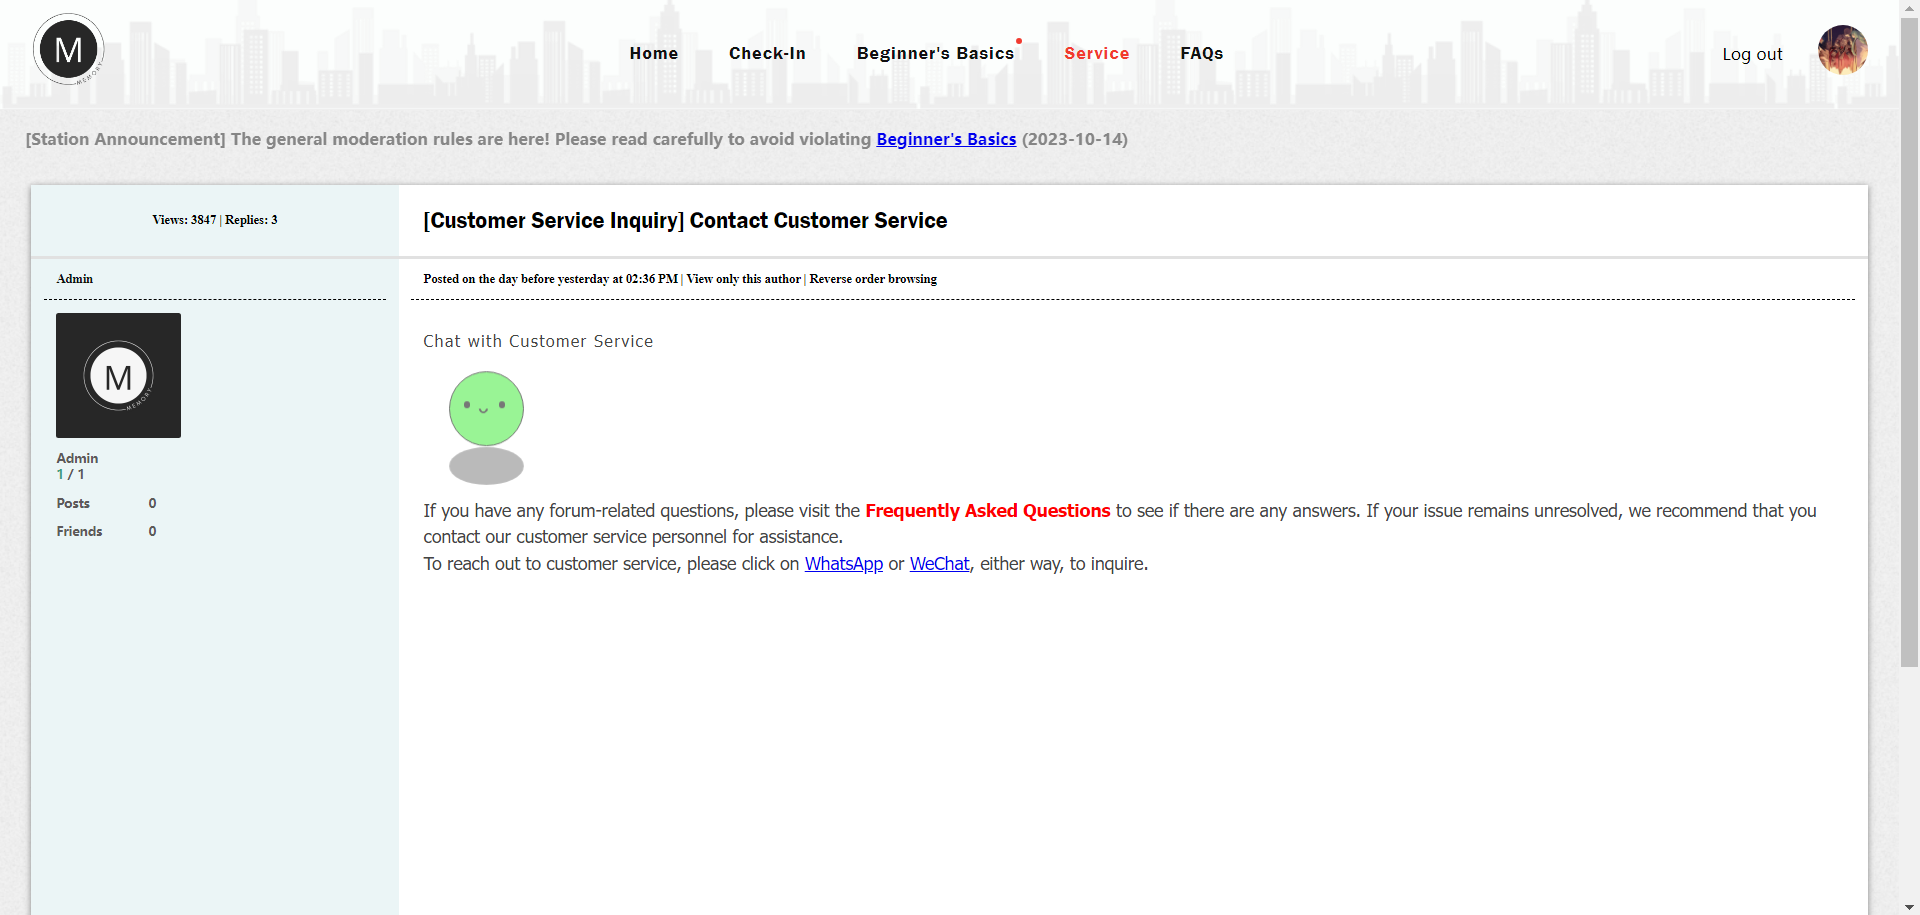 M
MEMORY
Home
Check-In
Beginner's Basics
Service
FAQs
Log out
[Station Announcement] The general moderation rules are here! Please read carefully to avoid violating Beginner's Basics (2023-10-14)
Views: 3847 | Replies: 3
[Customer Service Inquiry] Contact Customer Service
Admin
Posted on the day before yesterday at 02:36 PM | View only this author | Reverse order browsing
M
MEMORY
Admin
1 / 1
Posts 0
Friends 0
Chat with Customer Service
If you have any forum-related questions, please visit the Frequently Asked Questions to see if there are any answers. If your issue remains unresolved, we recommend that you
contact our customer service personnel for assistance.
To reach out to customer service, please click on WhatsApp or WeChat, either way, to inquire.